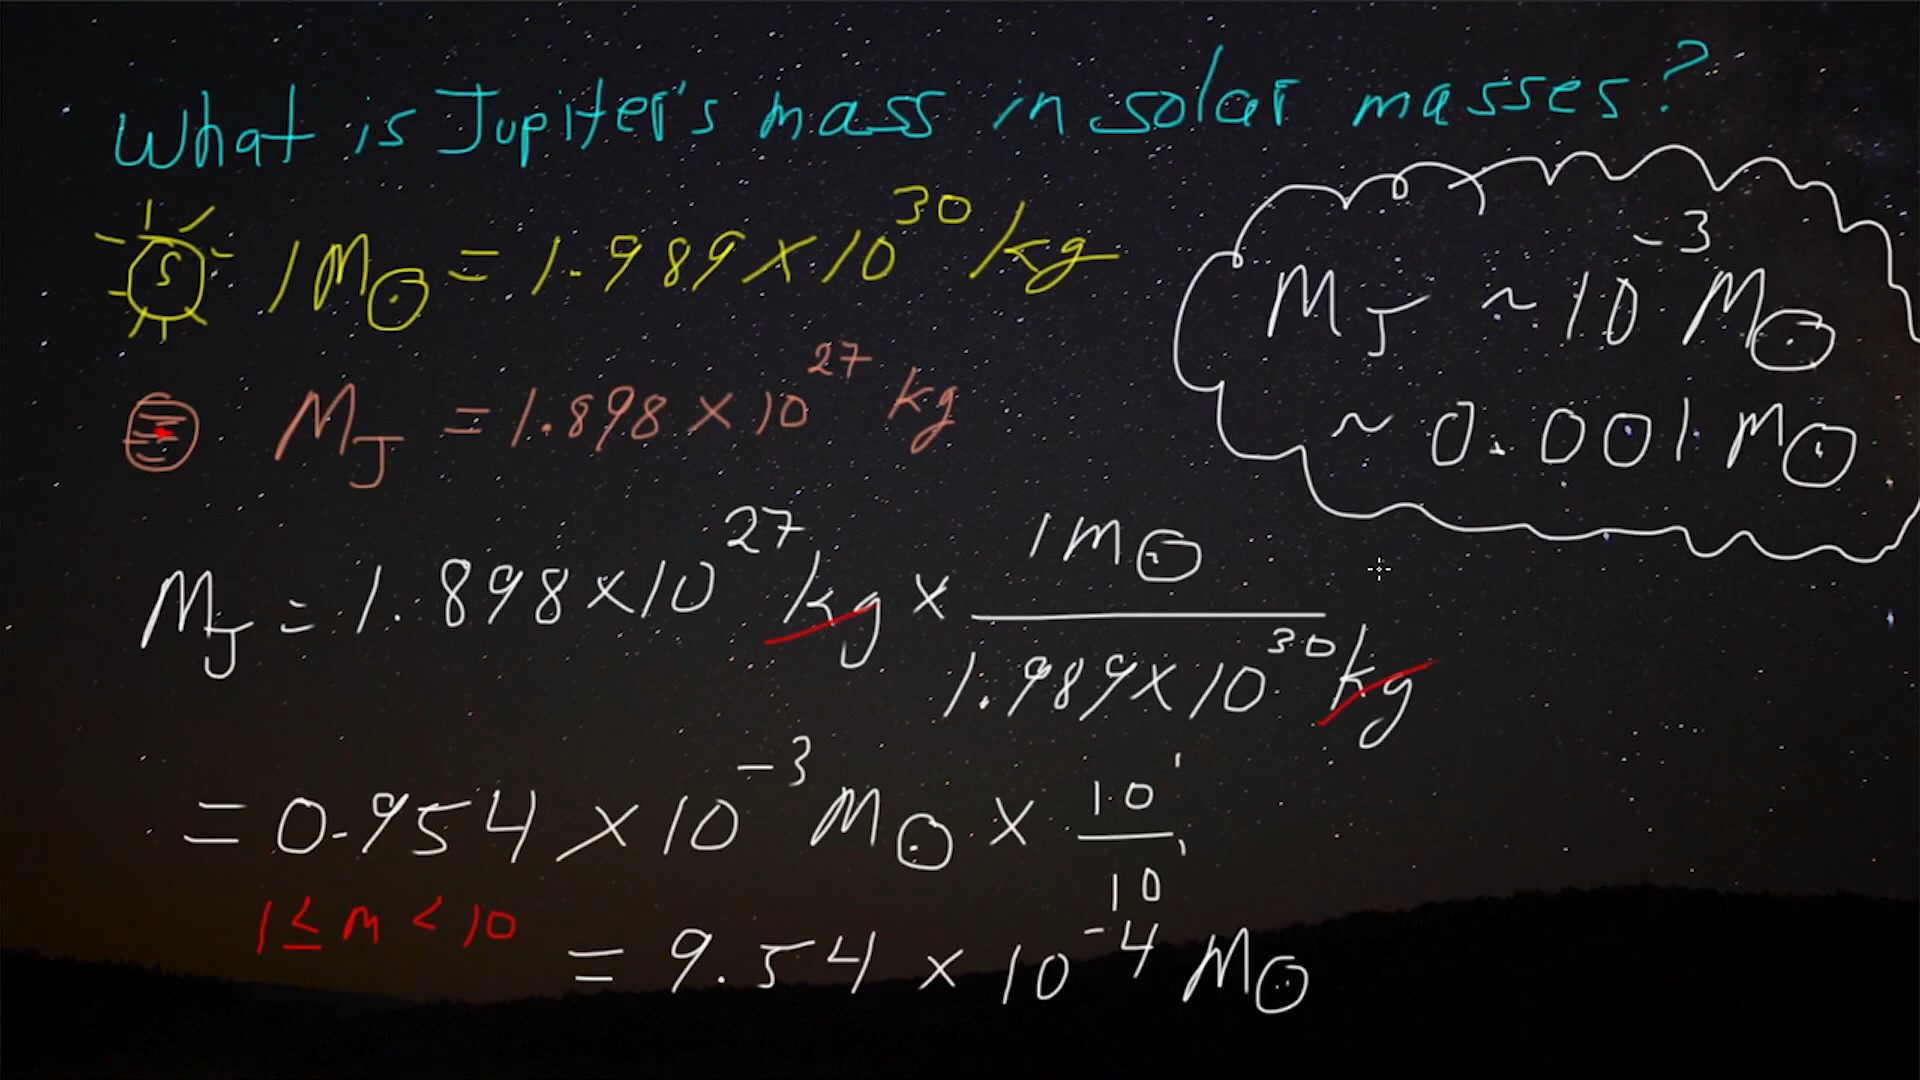 What is Jupiter's mass in solar masses?
S 1 M☉ = 1.989 × 10^30 kg
M_J = 1.898 × 10^27 kg
M_J ~ 10^-3 M☉
~ 0.001 M☉
M_J = 1.898 × 10^27 kg × 1 M☉ / 1.989 × 10^30 kg
= 0.954 × 10^-3 M☉ × 10^1 / 10^1
1 ≤ m < 10
= 9.54 × 10^-4 M☉